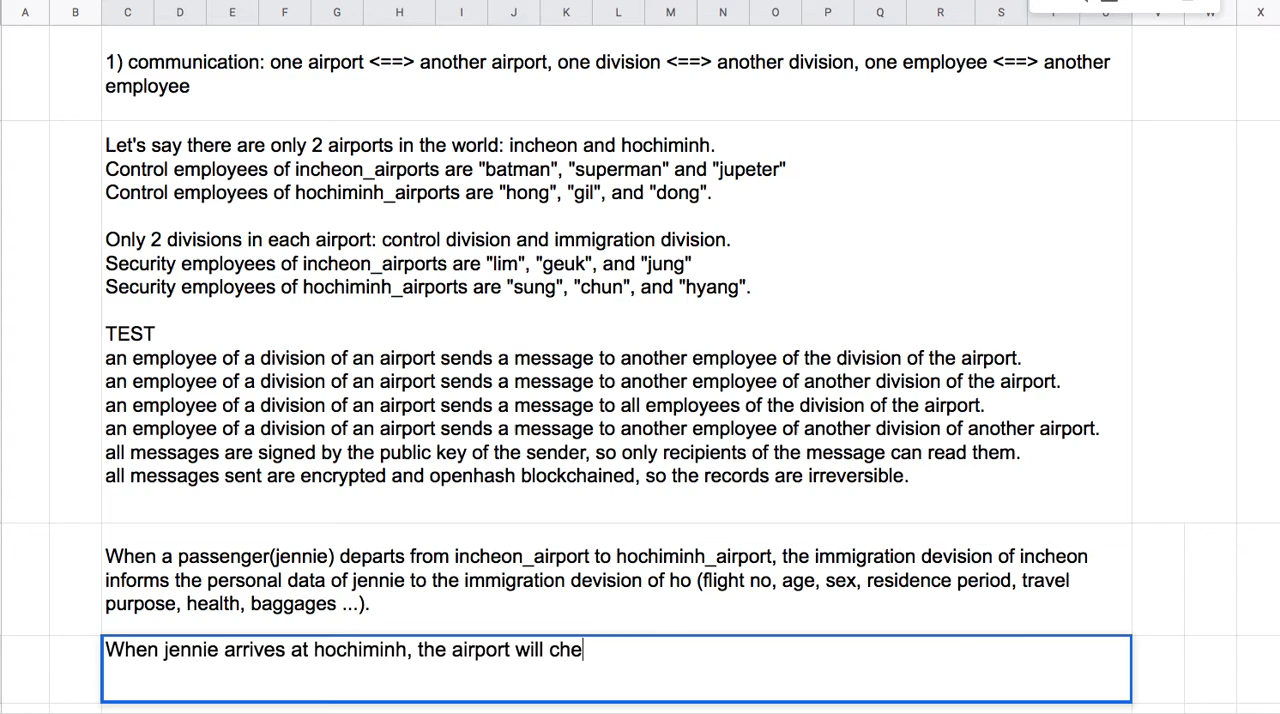 A B C D E F G H I J K L M N O P Q R S X
1) communication: one airport <==> another airport, one division <==> another division, one employee <==> another
employee
Let's say there are only 2 airports in the world: incheon and hochiminh.
Control employees of incheon_airports are "batman", "superman" and "jupeter"
Control employees of hochiminh_airports are "hong", "gil", and "dong".
Only 2 divisions in each airport: control division and immigration division.
Security employees of incheon_airports are "lim", "geuk", and "jung"
Security employees of hochiminh_airports are "sung", "chun", and "hyang".
TEST
an employee of a division of an airport sends a message to another employee of the division of the airport.
an employee of a division of an airport sends a message to another employee of another division of the airport.
an employee of a division of an airport sends a message to all employees of the division of the airport.
an employee of a division of an airport sends a message to another employee of another division of another airport.
all messages are signed by the public key of the sender, so only recipients of the message can read them.
all messages sent are encrypted and openhash blockchained, so the records are irreversible.
When a passenger(jennie) departs from incheon_airport to hochiminh_airport, the immigration devision of incheon
informs the personal data of jennie to the immigration devision of ho (flight no, age, sex, residence period, travel
purpose, health, baggages ...).
When jennie arrives at hochiminh, the airport will che